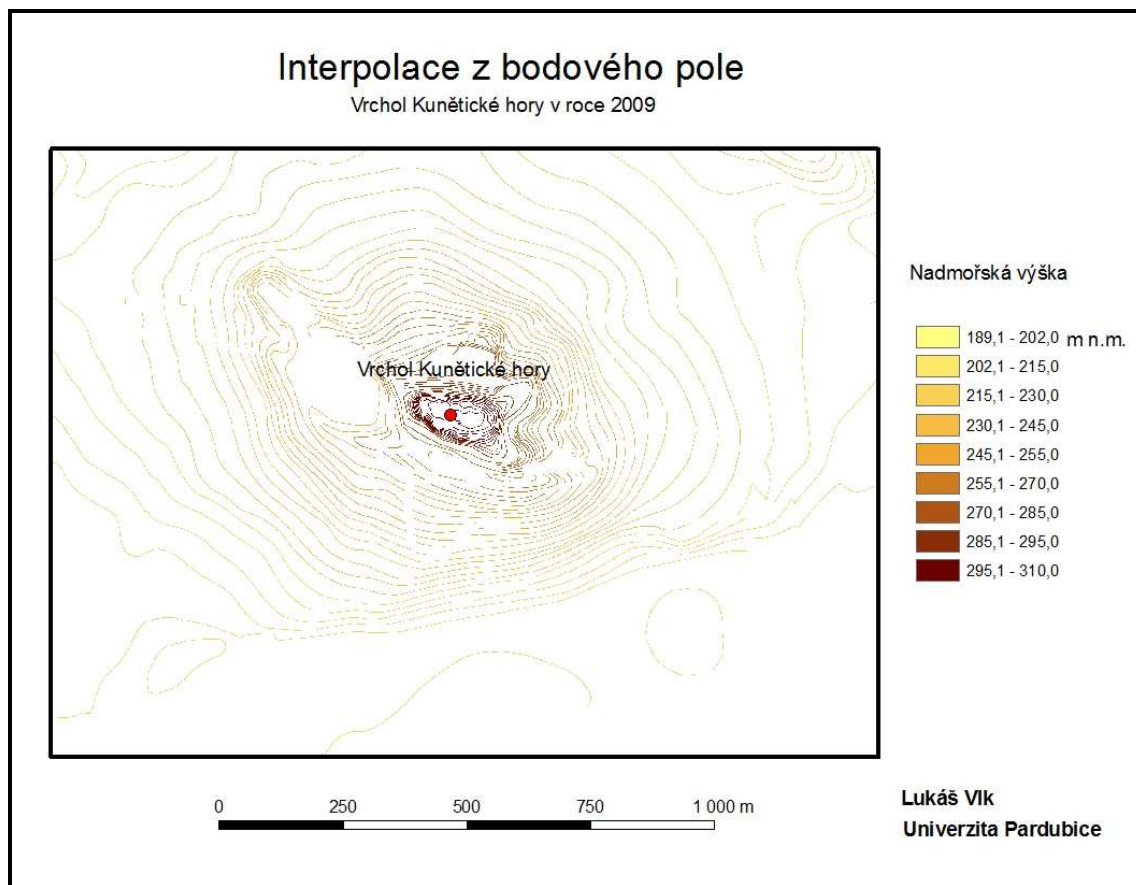 Interpolace z bodového pole
Vrchol Kunětické hory v roce 2009
Vrchol Kunětické hory
Nadmořská výška
189,1 - 202,0 m n.m.
202,1 - 215,0
215,1 - 230,0
230,1 - 245,0
245,1 - 255,0
255,1 - 270,0
270,1 - 285,0
285,1 - 295,0
295,1 - 310,0
0 250 500 750 1 000 m
Lukáš Vlk
Univerzita Pardubice